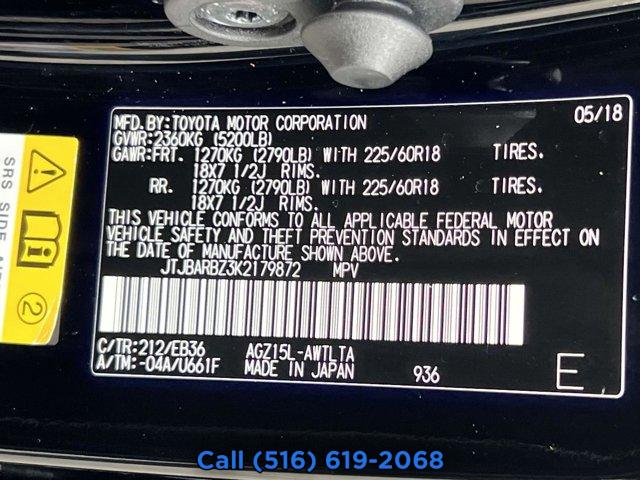 MFD.BY:TOYOTA MOTOR CORPORATION 05/18
GVWR:2360KG (5200LB)
GAWR:FRT. 1270KG (2790LB) WITH 225/60R18 TIRES.
18X7 1/2J RIMS.
RR. 1270KG (2790LB) WITH 225/60R18 TIRES.
18X7 1/2J RIMS.
THIS VEHICLE CONFORMS TO ALL APPLICABLE FEDERAL MOTOR
VEHICLE SAFETY AND THEFT PREVENTION STANDARDS IN EFFECT ON
THE DATE OF MANUFACTURE SHOWN ABOVE.
JTJBARBZ3K2179872 MPV
C/TR:212/EB36 AGZ15L-AWTLTA
A/TM:-04A/U661F MADE IN JAPAN 936 E
SRS SIDE
2
Call (516) 619-2068